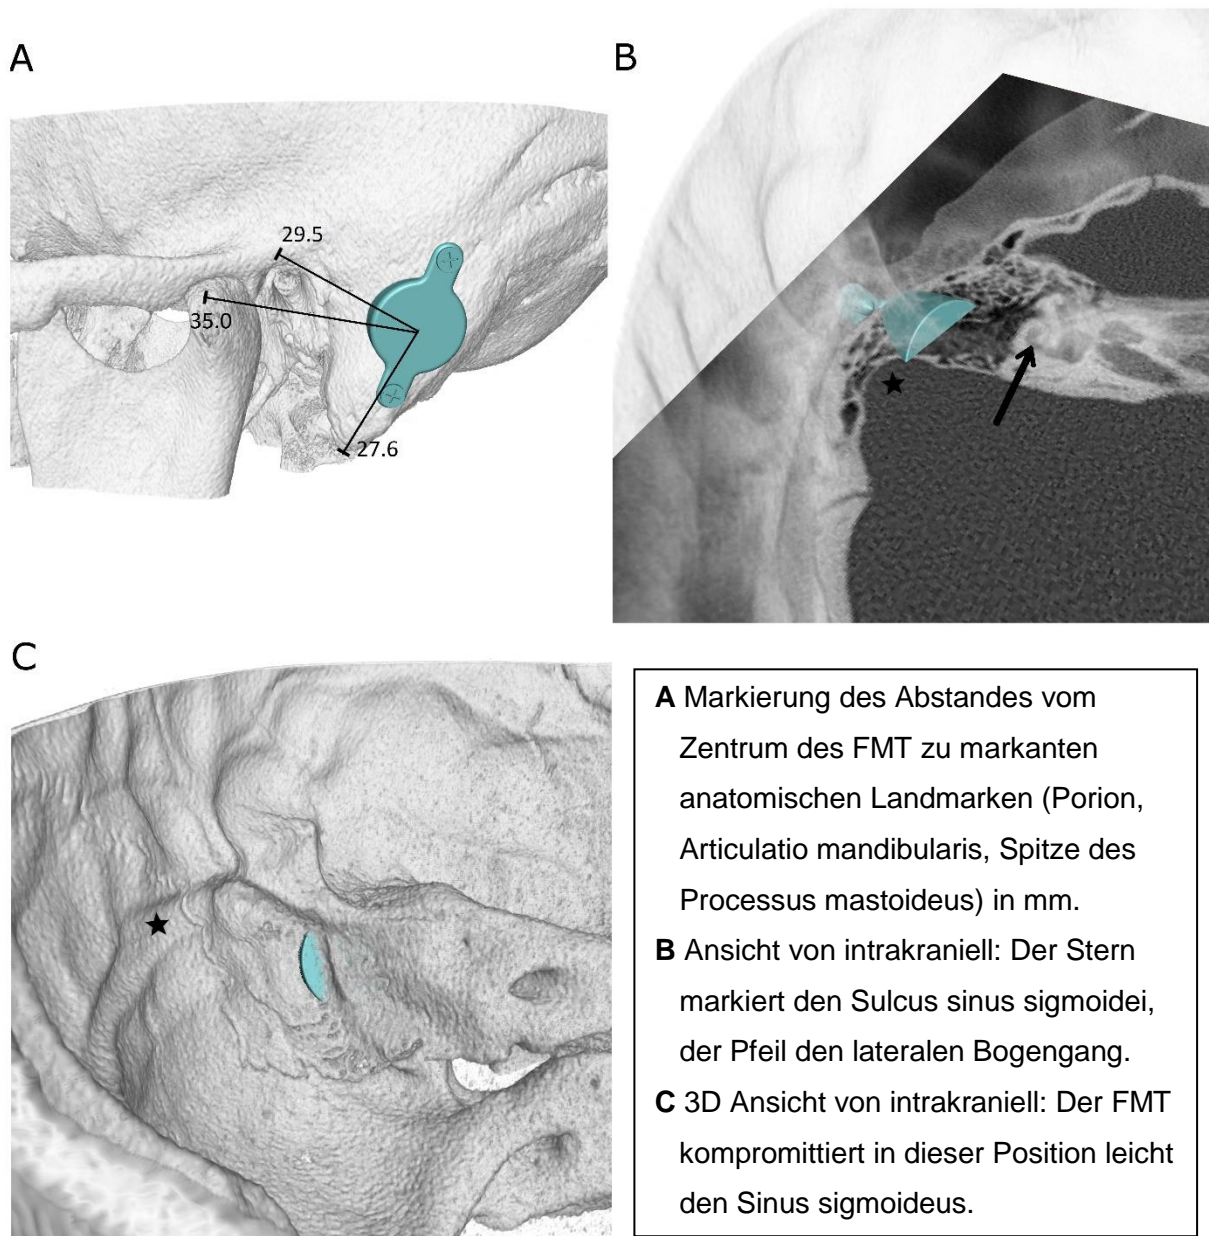 A
B
29.5
35.0
27.6
C
A Markierung des Abstandes vom
Zentrum des FMT zu markanten
anatomischen Landmarken (Porion,
Articulatio mandibularis, Spitze des
Processus mastoideus) in mm.
B Ansicht von intrakraniell: Der Stern
markiert den Sulcus sinus sigmoidei,
der Pfeil den lateralen Bogengang.
C 3D Ansicht von intrakraniell: Der FMT
kompromittiert in dieser Position leicht
den Sinus sigmoideus.